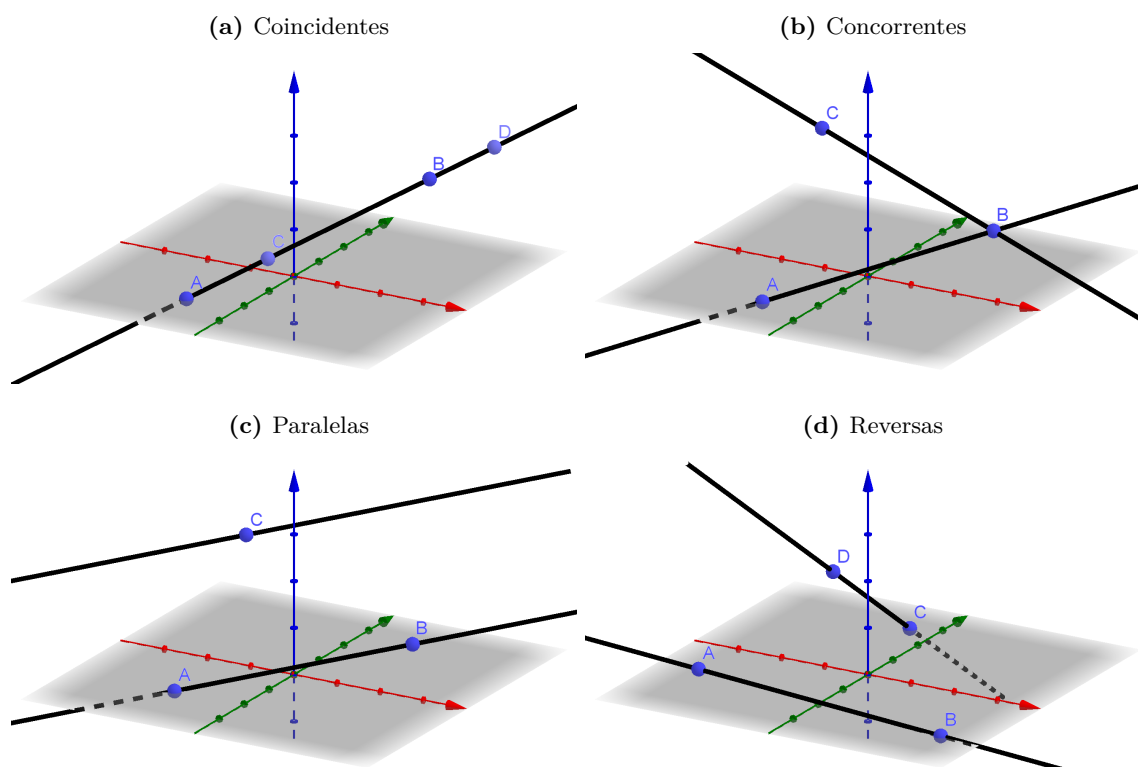 (a) Coincidentes
(b) Concorrentes
D
B
C
A
C
B
A
(c) Paralelas
(d) Reversas
C
B
A
D
C
A
B